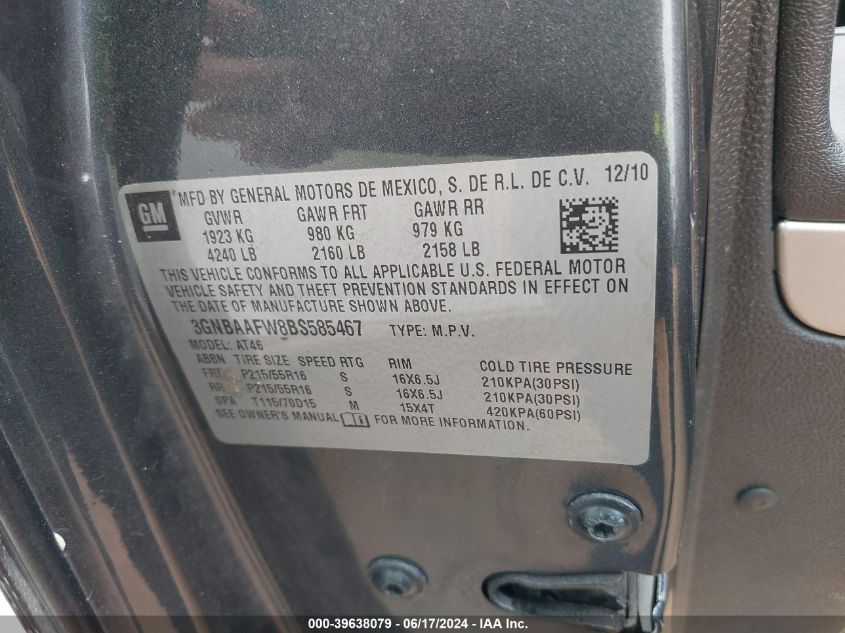 GM MFD BY GENERAL MOTORS DE MEXICO, S. DE R.L. DE C.V. 12/10
GVWR GAWR FRT GAWR RR
1923 KG 980 KG 979 KG
4240 LB 2160 LB 2158 LB
THIS VEHICLE CONFORMS TO ALL APPLICABLE U.S. FEDERAL MOTOR
VEHICLE SAFETY AND THEFT PREVENTION STANDARDS IN EFFECT ON
THE DATE OF MANUFACTURE SHOWN ABOVE.
3GNBAAFW8BS585467 TYPE: M.P.V.
MODEL: AT46
ABBN TIRE SIZE SPEED RTG RIM COLD TIRE PRESSURE
FRT P215/55R16 S 16X6.5J 210KPA(30PSI)
RR P215/55R16 S 16X6.5J 210KPA(30PSI)
SPA T115/70D15 M 15X4T 420KPA(60PSI)
SEE OWNER'S MANUAL FOR MORE INFORMATION.
000-39638079 - 06/17/2024 - V-Express Inc.